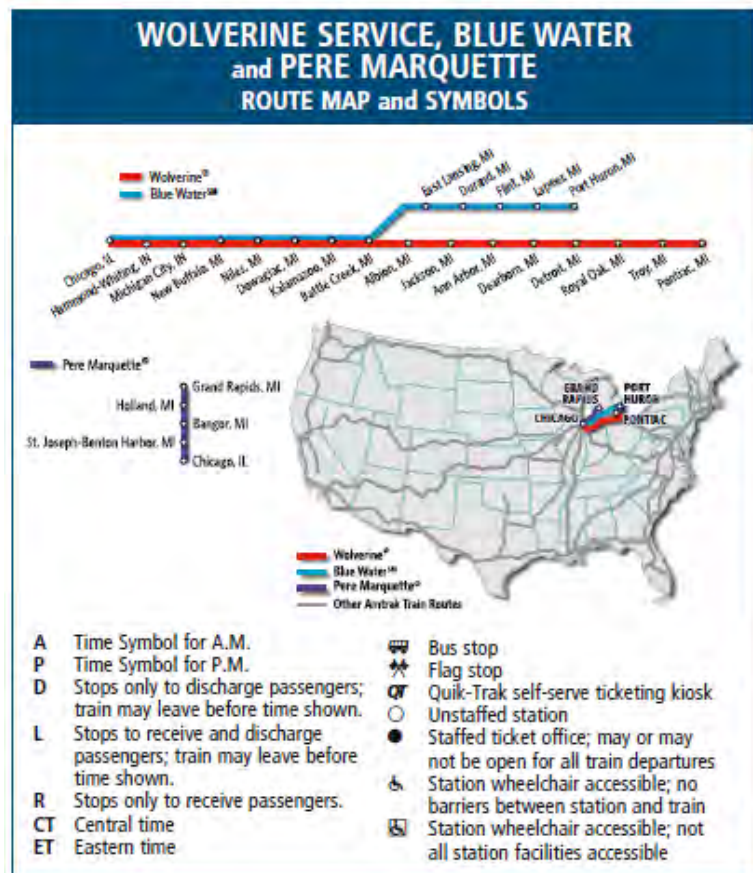 WOLVERINE SERVICE, BLUE WATER
and PERE MARQUETTE
ROUTE MAP and SYMBOLS
Wolverine®
Blue Water℠
East Lansing, MI
Durand, MI
Flint, MI
Lapeer, MI
Port Huron, MI
Chicago, IL
Hammond-Whiting, IN
Michigan City, IN
New Buffalo, MI
Niles, MI
Dowagiac, MI
Kalamazoo, MI
Battle Creek, MI
Albion, MI
Jackson, MI
Ann Arbor, MI
Dearborn, MI
Detroit, MI
Royal Oak, MI
Troy, MI
Pontiac, MI
Pere Marquette®
Grand Rapids, MI
Holland, MI
Bangor, MI
St. Joseph-Benton Harbor, MI
Chicago, IL
GRAND
RAPIDS
PORT
HURON
CHICAGO
PONTIAC
Wolverine®
Blue Water℠
Pere Marquette®
Other Amtrak Train Routes
A Time Symbol for A.M.
P Time Symbol for P.M.
D Stops only to discharge passengers;
train may leave before time shown.
L Stops to receive and discharge
passengers; train may leave before
time shown.
R Stops only to receive passengers.
CT Central time
ET Eastern time
Bus stop
Flag stop
QT Quik-Trak self-serve ticketing kiosk
Unstaffed station
Staffed ticket office; may or may
not be open for all train departures
Station wheelchair accessible; no
barriers between station and train
Station wheelchair accessible; not
all station facilities accessible